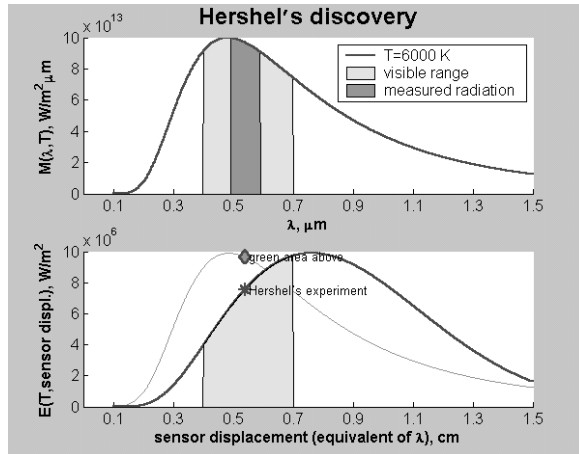 Hershel's discovery
x 10^13
M(λ,T), W/m²μm
10
8
6
4
2
0
T=6000 K
visible range
measured radiation
0.1 0.3 0.5 0.7 0.9 1.1 1.3 1.5
λ, μm
x 10^6
E(T,sensor displ.), W/m²
10
8
6
4
2
0
green area above
Hershel's experiment
0.1 0.3 0.5 0.7 0.9 1.1 1.3 1.5
sensor displacement (equivalent of λ), cm